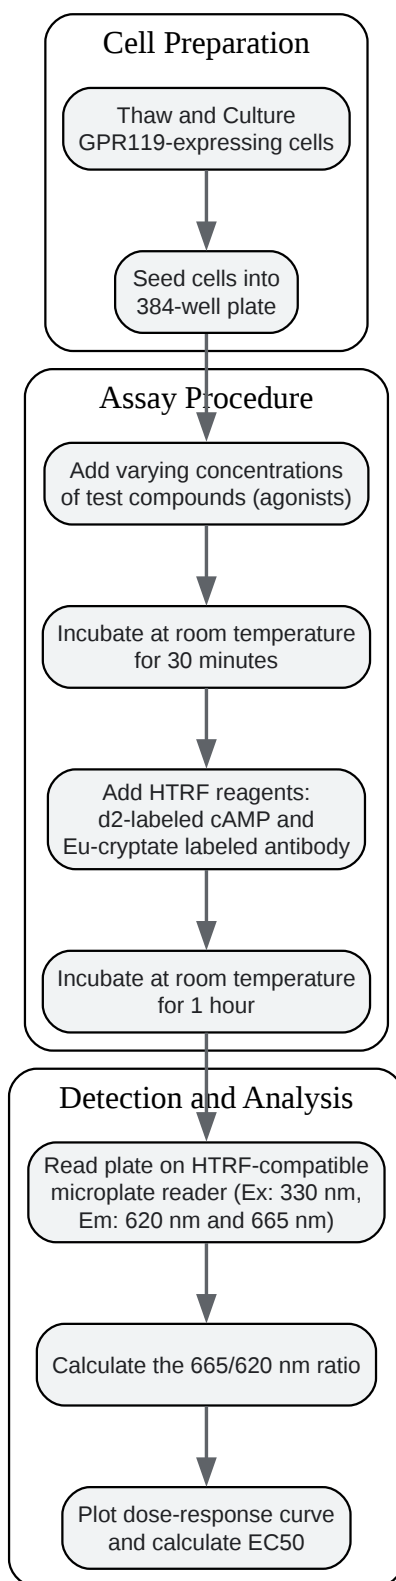 Cell Preparation
Thaw and Culture
GPR119-expressing cells
Seed cells into
384-well plate
Assay Procedure
Add varying concentrations
of test compounds (agonists)
Incubate at room temperature
for 30 minutes
Add HTRF reagents:
d2-labeled cAMP and
Eu-cryptate labeled antibody
Incubate at room temperature
for 1 hour
Detection and Analysis
Read plate on HTRF-compatible
microplate reader (Ex: 330 nm,
Em: 620 nm and 665 nm)
Calculate the 665/620 nm ratio
Plot dose-response curve
and calculate EC50